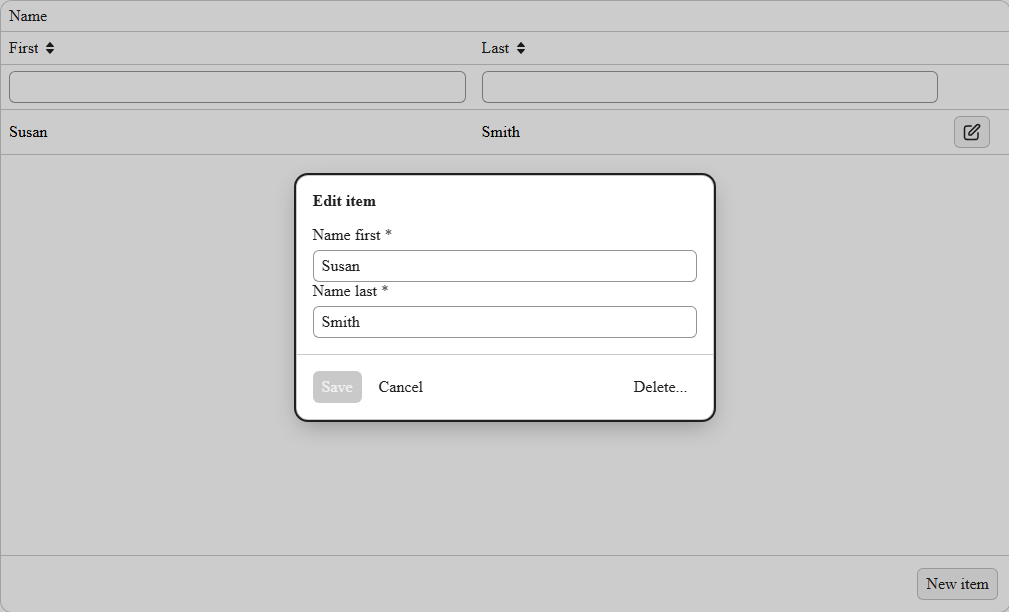 Name
First Last
Susan Smith
Edit item
Name first *
Susan
Name last *
Smith
Save Cancel Delete...
New item